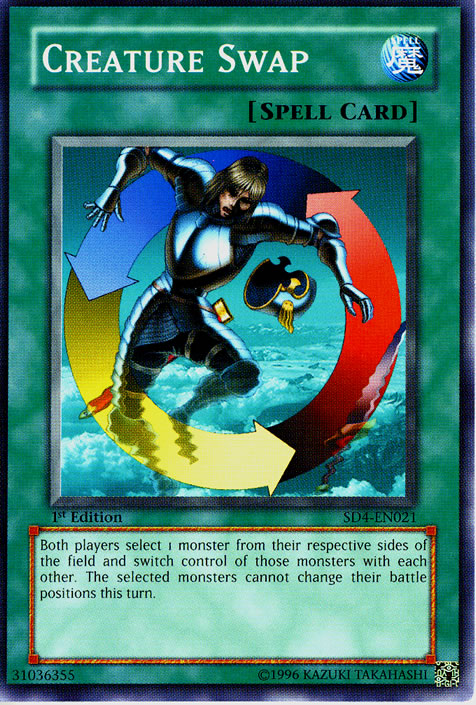 CREATURE SWAP
SPELL
魔
[SPELL CARD]
1st Edition
SD4-EN021
Both players select 1 monster from their respective sides of
the field and switch control of those monsters with each
other. The selected monsters cannot change their battle
positions this turn.
31036355
©1996 KAZUKI TAKAHASHI